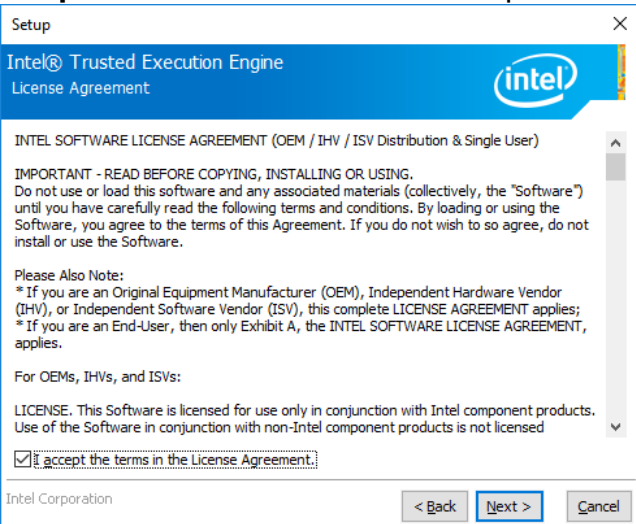 Setup
Intel® Trusted Execution Engine
License Agreement
intel
INTEL SOFTWARE LICENSE AGREEMENT (OEM / IHV / ISV Distribution & Single User)
IMPORTANT - READ BEFORE COPYING, INSTALLING OR USING.
Do not use or load this software and any associated materials (collectively, the "Software")
until you have carefully read the following terms and conditions. By loading or using the
Software, you agree to the terms of this Agreement. If you do not wish to so agree, do not
install or use the Software.
Please Also Note:
* If you are an Original Equipment Manufacturer (OEM), Independent Hardware Vendor
(IHV), or Independent Software Vendor (ISV), this complete LICENSE AGREEMENT applies;
* If you are an End-User, then only Exhibit A, the INTEL SOFTWARE LICENSE AGREEMENT,
applies.
For OEMs, IHVs, and ISVs:
LICENSE. This Software is licensed for use only in conjunction with Intel component products.
Use of the Software in conjunction with non-Intel component products is not licensed
I accept the terms in the License Agreement.
Intel Corporation
< Back
Next >
Cancel